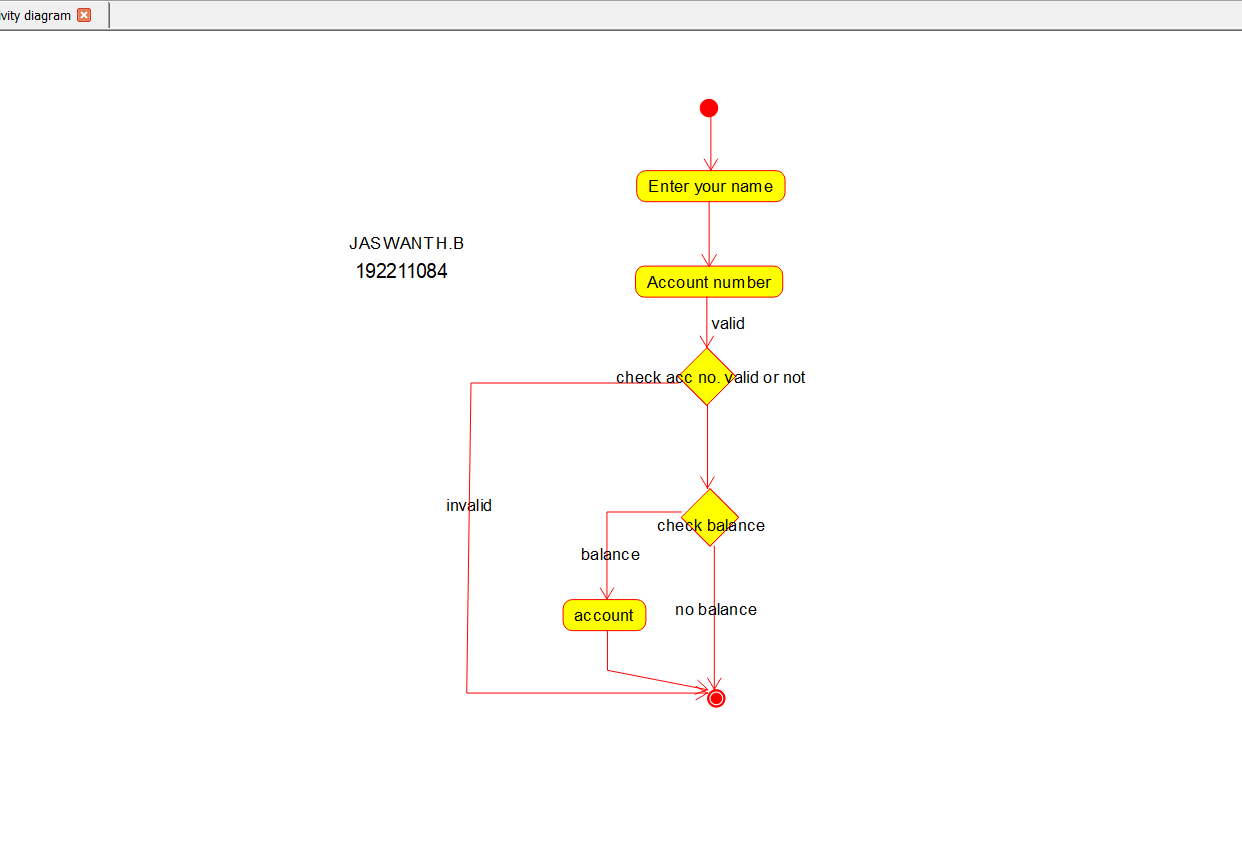 ivity diagram
Enter your name
JASWANTH.B
192211084
Account number
valid
check acc no. valid or not
invalid
check balance
balance
no balance
account